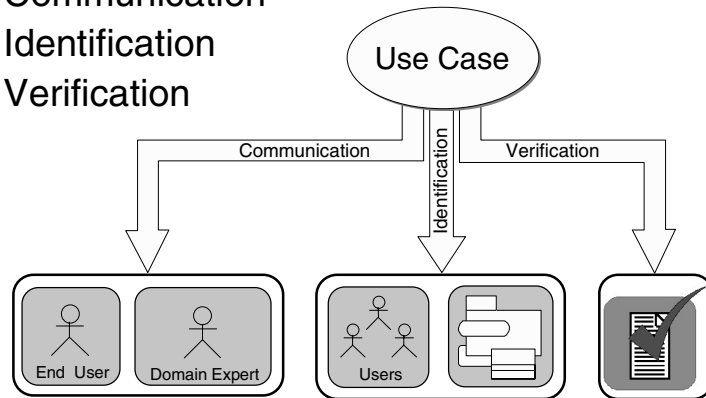 Communication
Identification
Verification
Use Case
Communication
Identification
Verification
End User
Domain Expert
Users